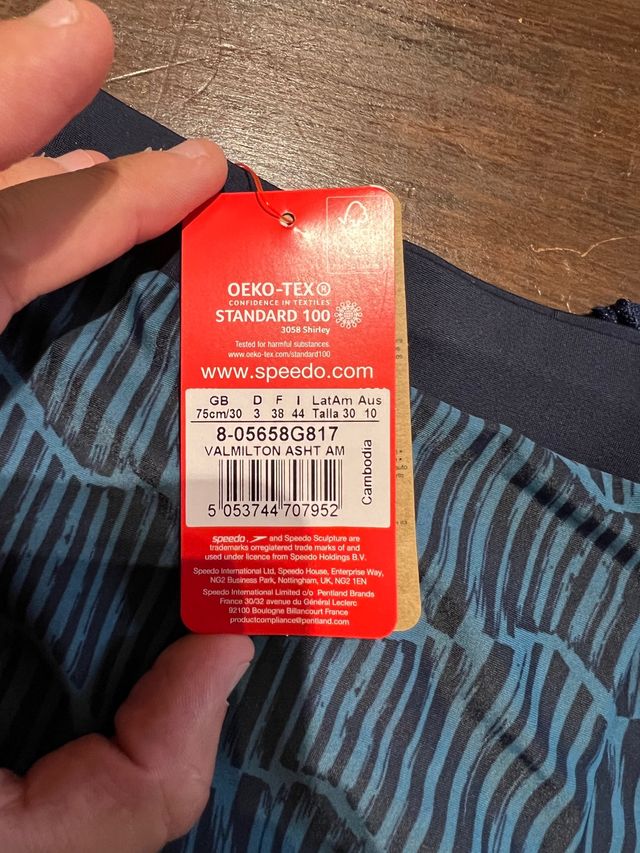 OEKO-TEX®
CONFIDENCE IN TEXTILES
STANDARD 100
3058 Shirley
Tested for harmful substances.
www.oeko-tex.com/standard100
www.speedo.com
GB D F I LatAm Aus
75cm/30 3 38 44 Talla 30 10
8-05658G817
VALMILTON ASHT AM
Cambodia
5 053744 707952
speedo, and Speedo Sculpture are
trademarks orregistered trade marks of and
used under licence from Speedo Holdings B.V.
Speedo International Ltd, Speedo House, Enterprise Way,
NG2 Business Park, Nottingham, UK, NG2 1EN
Speedo International Limited c/o Pentland Brands
France 30/32 avenue du Général Leclerc
92100 Boulogne Billancourt France
productcompliance@pentland.com